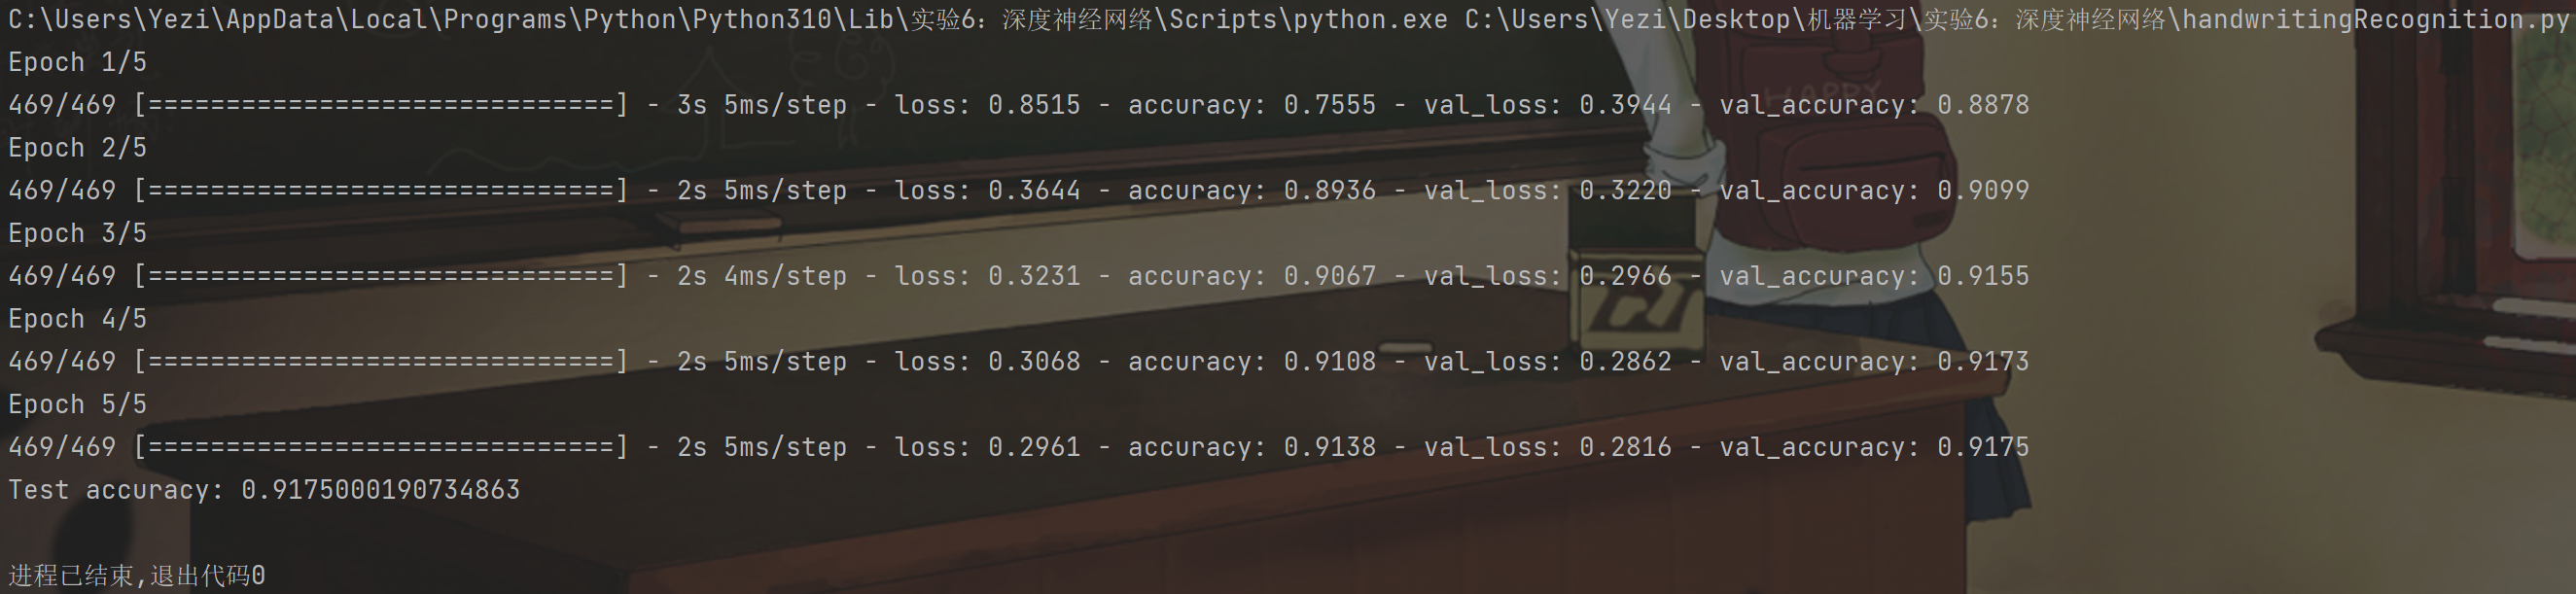 C:\Users\Yezi\AppData\Local\Programs\Python\Python310\Lib\实验6：深度神经网络\Scripts\python.exe C:\Users\Yezi\Desktop\机器学习\实验6：深度神经网络\handwritingRecognition.py
Epoch 1/5
469/469 [==============================] - 3s 5ms/step - loss: 0.8515 - accuracy: 0.7555 - val_loss: 0.3944 - val_accuracy: 0.8878
Epoch 2/5
469/469 [==============================] - 2s 5ms/step - loss: 0.3644 - accuracy: 0.8936 - val_loss: 0.3220 - val_accuracy: 0.9099
Epoch 3/5
469/469 [==============================] - 2s 4ms/step - loss: 0.3231 - accuracy: 0.9067 - val_loss: 0.2966 - val_accuracy: 0.9155
Epoch 4/5
469/469 [==============================] - 2s 5ms/step - loss: 0.3068 - accuracy: 0.9108 - val_loss: 0.2862 - val_accuracy: 0.9173
Epoch 5/5
469/469 [==============================] - 2s 5ms/step - loss: 0.2961 - accuracy: 0.9138 - val_loss: 0.2816 - val_accuracy: 0.9175
Test accuracy: 0.9175000190734863
进程已结束,退出代码0
HAPPY